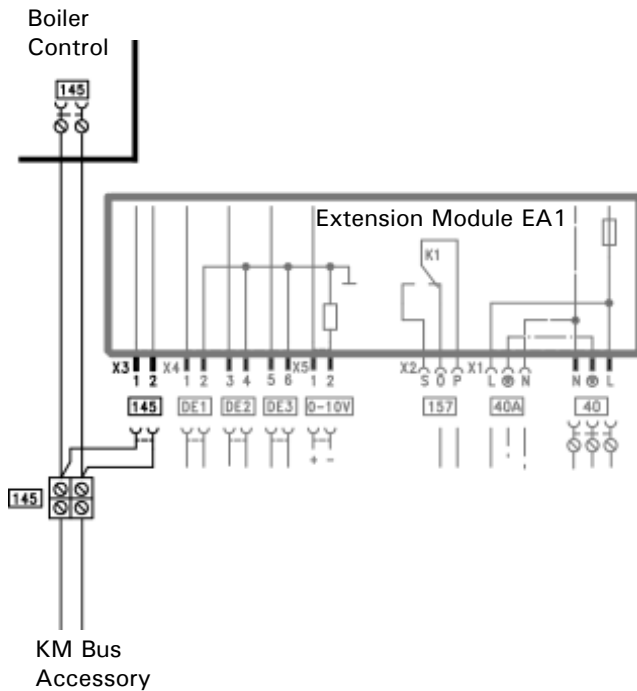 Boiler
Control
145
Extension Module EA1
K1
X3 1 2 X4 1 2 3 4 5 6 X5 1 2 X2 S Ö P X1 L N N L
145 DE1 DE2 DE3 0-10V 157 40A 40
+ -
145
KM Bus
Accessory